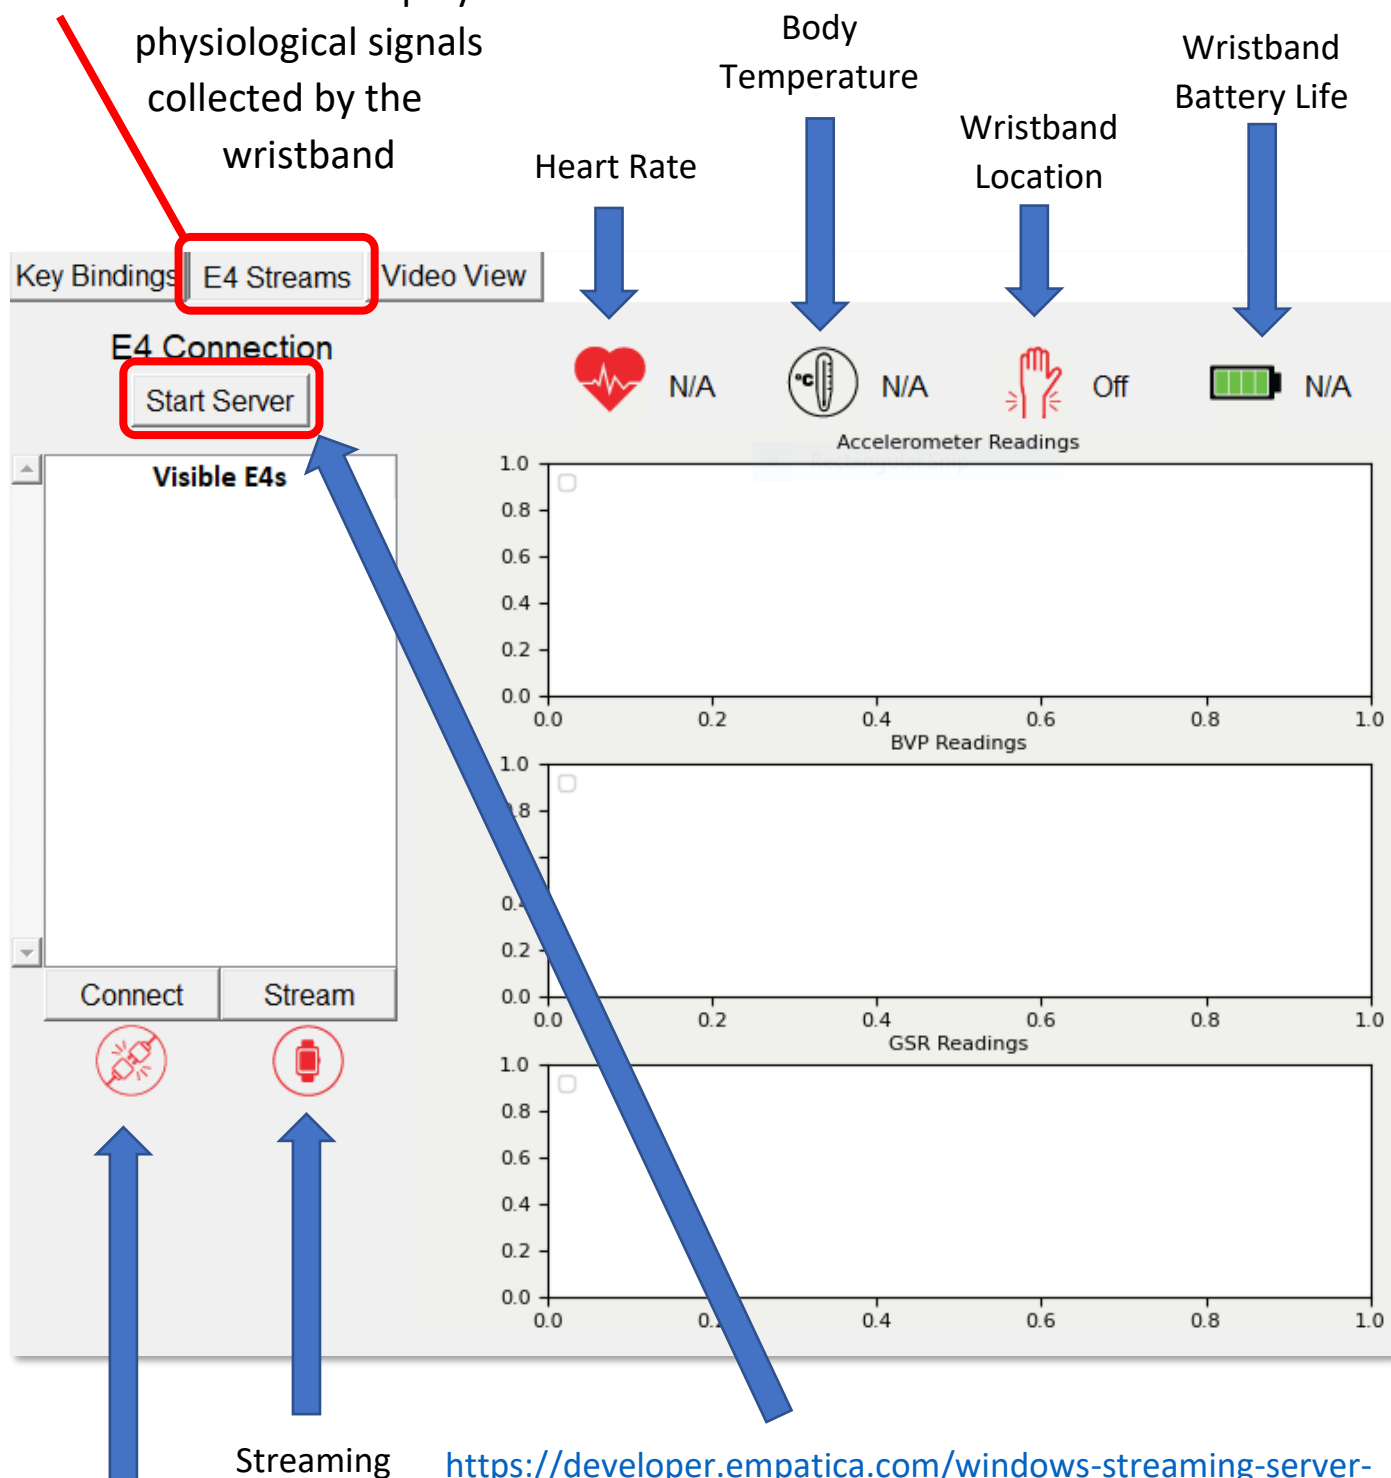 physiological signals
collected by the
wristband
Heart Rate
Body
Temperature
Wristband
Location
Wristband
Battery Life
Key Bindings E4 Streams Video View
E4 Connection
Start Server
N/A °C N/A Off N/A
Visible E4s
Connect Stream
Accelerometer Readings
1.0
0.8
0.6
0.4
0.2
0.0
0.0 0.2 0.4 0.6 0.8 1.0
BVP Readings
1.0
0.2
0.0
0.0 0.2 0.4 0.6 0.8 1.0
GSR Readings
1.0
0.8
0.6
0.4
0.2
0.0
0.0 0.4 0.6 0.8 1.0
Streaming
https://developer.empatica.com/windows-streaming-server-